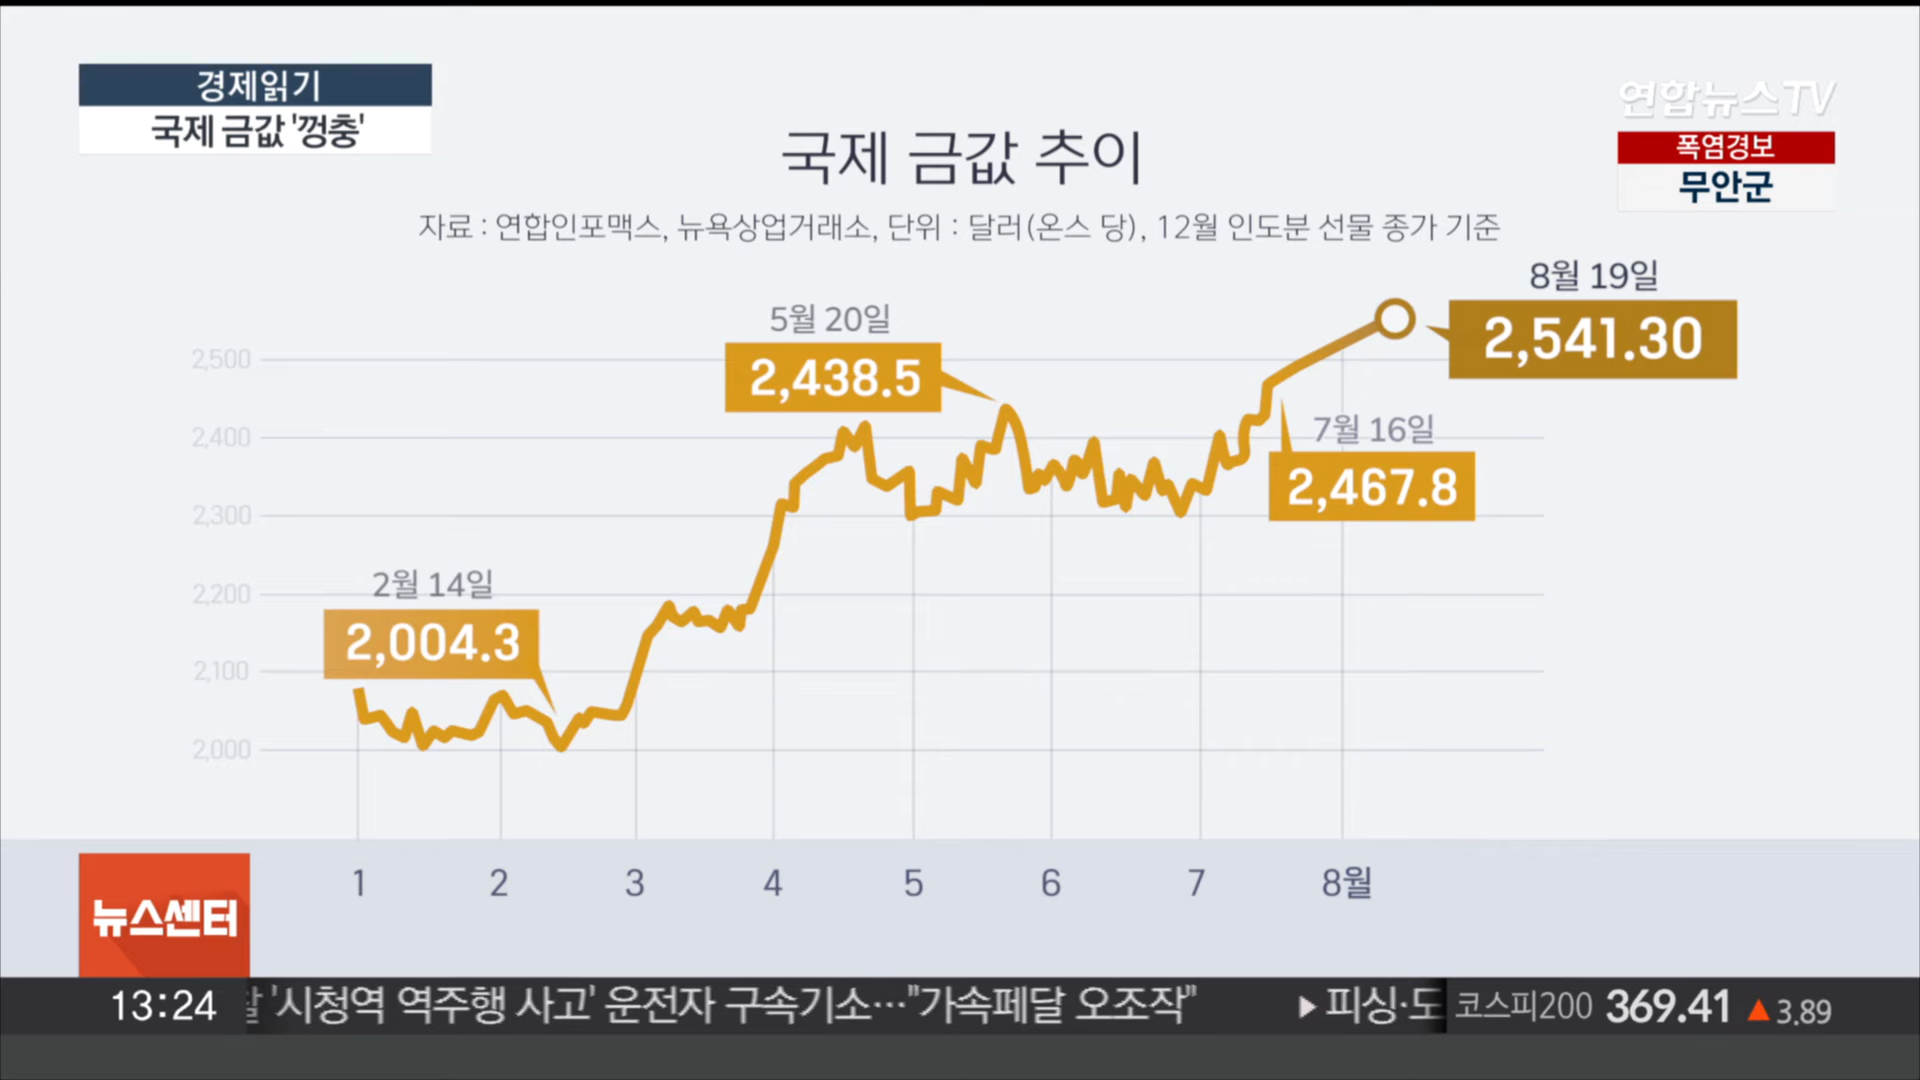 경제읽기
국제 금값 '껑충'
연합뉴스TV
폭염경보
무안군
국제 금값 추이
자료 : 연합인포맥스, 뉴욕상업거래소, 단위 : 달러(온스 당), 12월 인도분 선물 종가 기준
8월 19일
2,541.30
5월 20일
2,438.5
7월 16일
2,467.8
2월 14일
2,004.3
2,500
2,400
2,300
2,200
2,100
2,000
1 2 3 4 5 6 7 8월
뉴스센터
13:24 '시청역 역주행 사고' 운전자 구속기소…"가속페달 오조작" ▶피싱·도 코스피200 369.41 ▲3.89